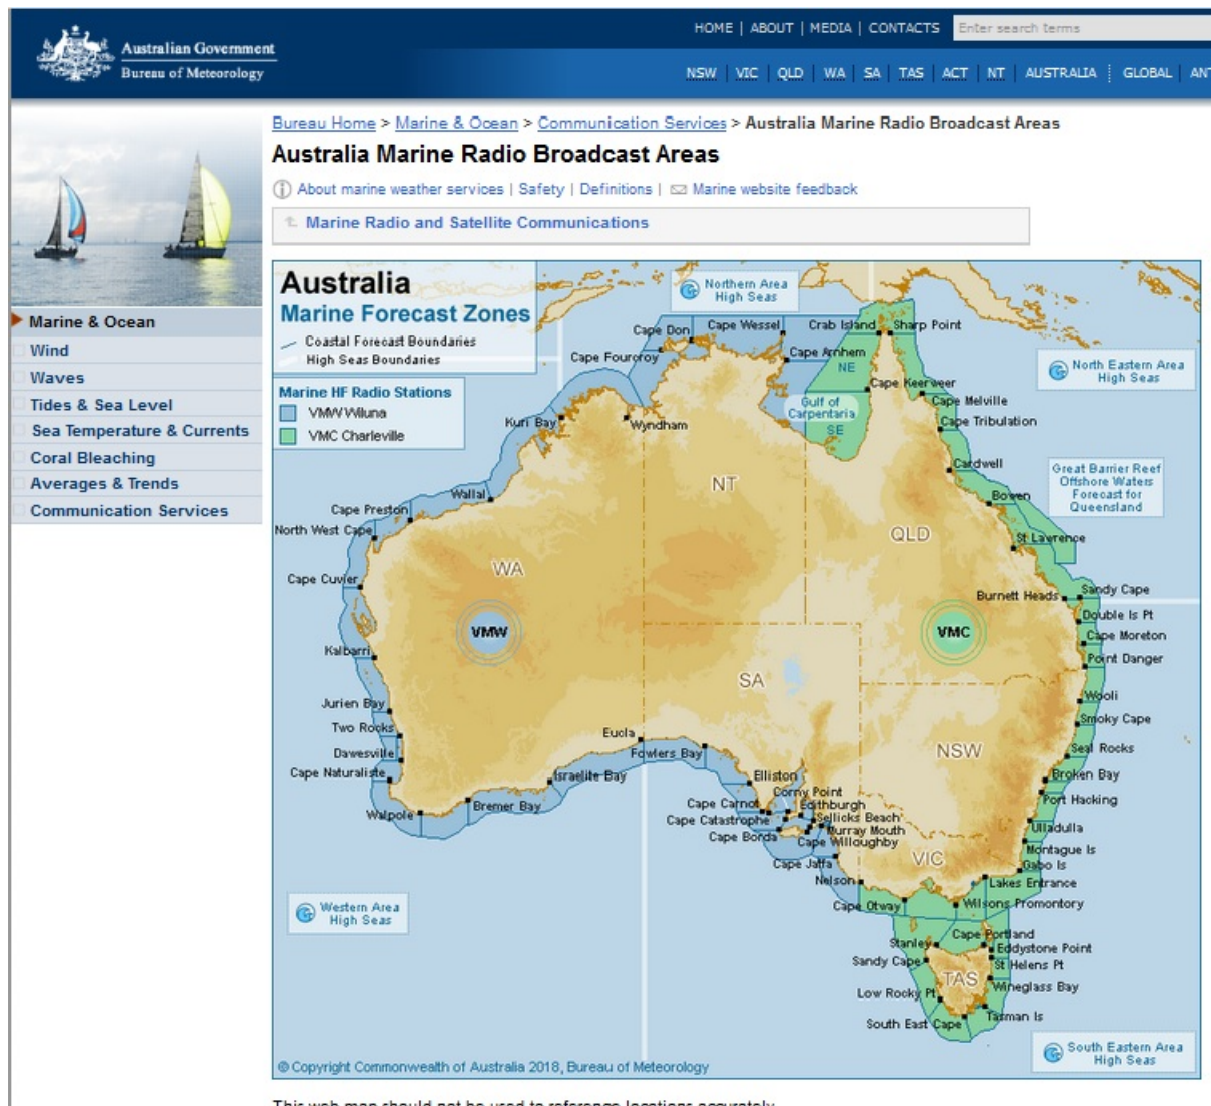 Australian Government
Bureau of Meteorology
HOME | ABOUT | MEDIA | CONTACTS
Enter search terms
NSW | VIC | QLD | WA | SA | TAS | ACT | NT | AUSTRALIA | GLOBAL |
Bureau Home > Marine & Ocean > Communication Services > Australia Marine Radio Broadcast Areas
Australia Marine Radio Broadcast Areas
About marine weather services | Safety | Definitions | Marine website feedback
Marine Radio and Satellite Communications
Marine & Ocean
Wind
Waves
Tides & Sea Level
Sea Temperature & Currents
Coral Bleaching
Averages & Trends
Communication Services
Australia
Marine Forecast Zones
Coastal Forecast Boundaries
High Seas Boundaries
Marine HF Radio Stations
VMW Wiluna
VMC Charleville
Northern Area
High Seas
North Eastern Area
High Seas
Great Barrier Reef
Offshore Waters
Forecast for
Queensland
Western Area
High Seas
South Eastern Area
High Seas
Cape Don
Cape Wessel
Crab Island
Sharp Point
Cape Fourcroy
Cape Arnhem
NE
Cape Keerweer
Cape Melville
Gulf of
Carpentaria
SE
Kuri Bay
Wyndham
Cape Tribulation
Cardwell
NT
Wallal
Bowen
Cape Preston
North West Cape
QLD
St Lawrence
WA
Cape Cuvier
Sandy Cape
Burnett Heads
Double Is Pt
VMW
VMC
Cape Moreton
Kalbarri
Point Danger
SA
Wooli
Jurien Bay
Smoky Cape
Two Rocks
Eucla
Dawesville
Fowlers Bay
NSW
Seal Rocks
Cape Naturaliste
Israelite Bay
Elliston
Broken Bay
Corny Point
Port Hacking
Bremer Bay
Cape Carnot
Edithburgh
Walpole
Cape Catastrophe
Sellicks Beach
Ulladulla
Cape Borda
Murray Mouth
Cape Willoughby
Montague Is
Cape Jaffa
VIC
Gabo Is
Nelson
Lakes Entrance
Cape Otway
Wilsons Promontory
Stanley
Cape Portland
Eddystone Point
Sandy Cape
St Helens Pt
TAS
Wineglass Bay
Low Rocky Pt
Tasman Is
South East Cape
© Copyright Commonwealth of Australia 2018, Bureau of Meteorology